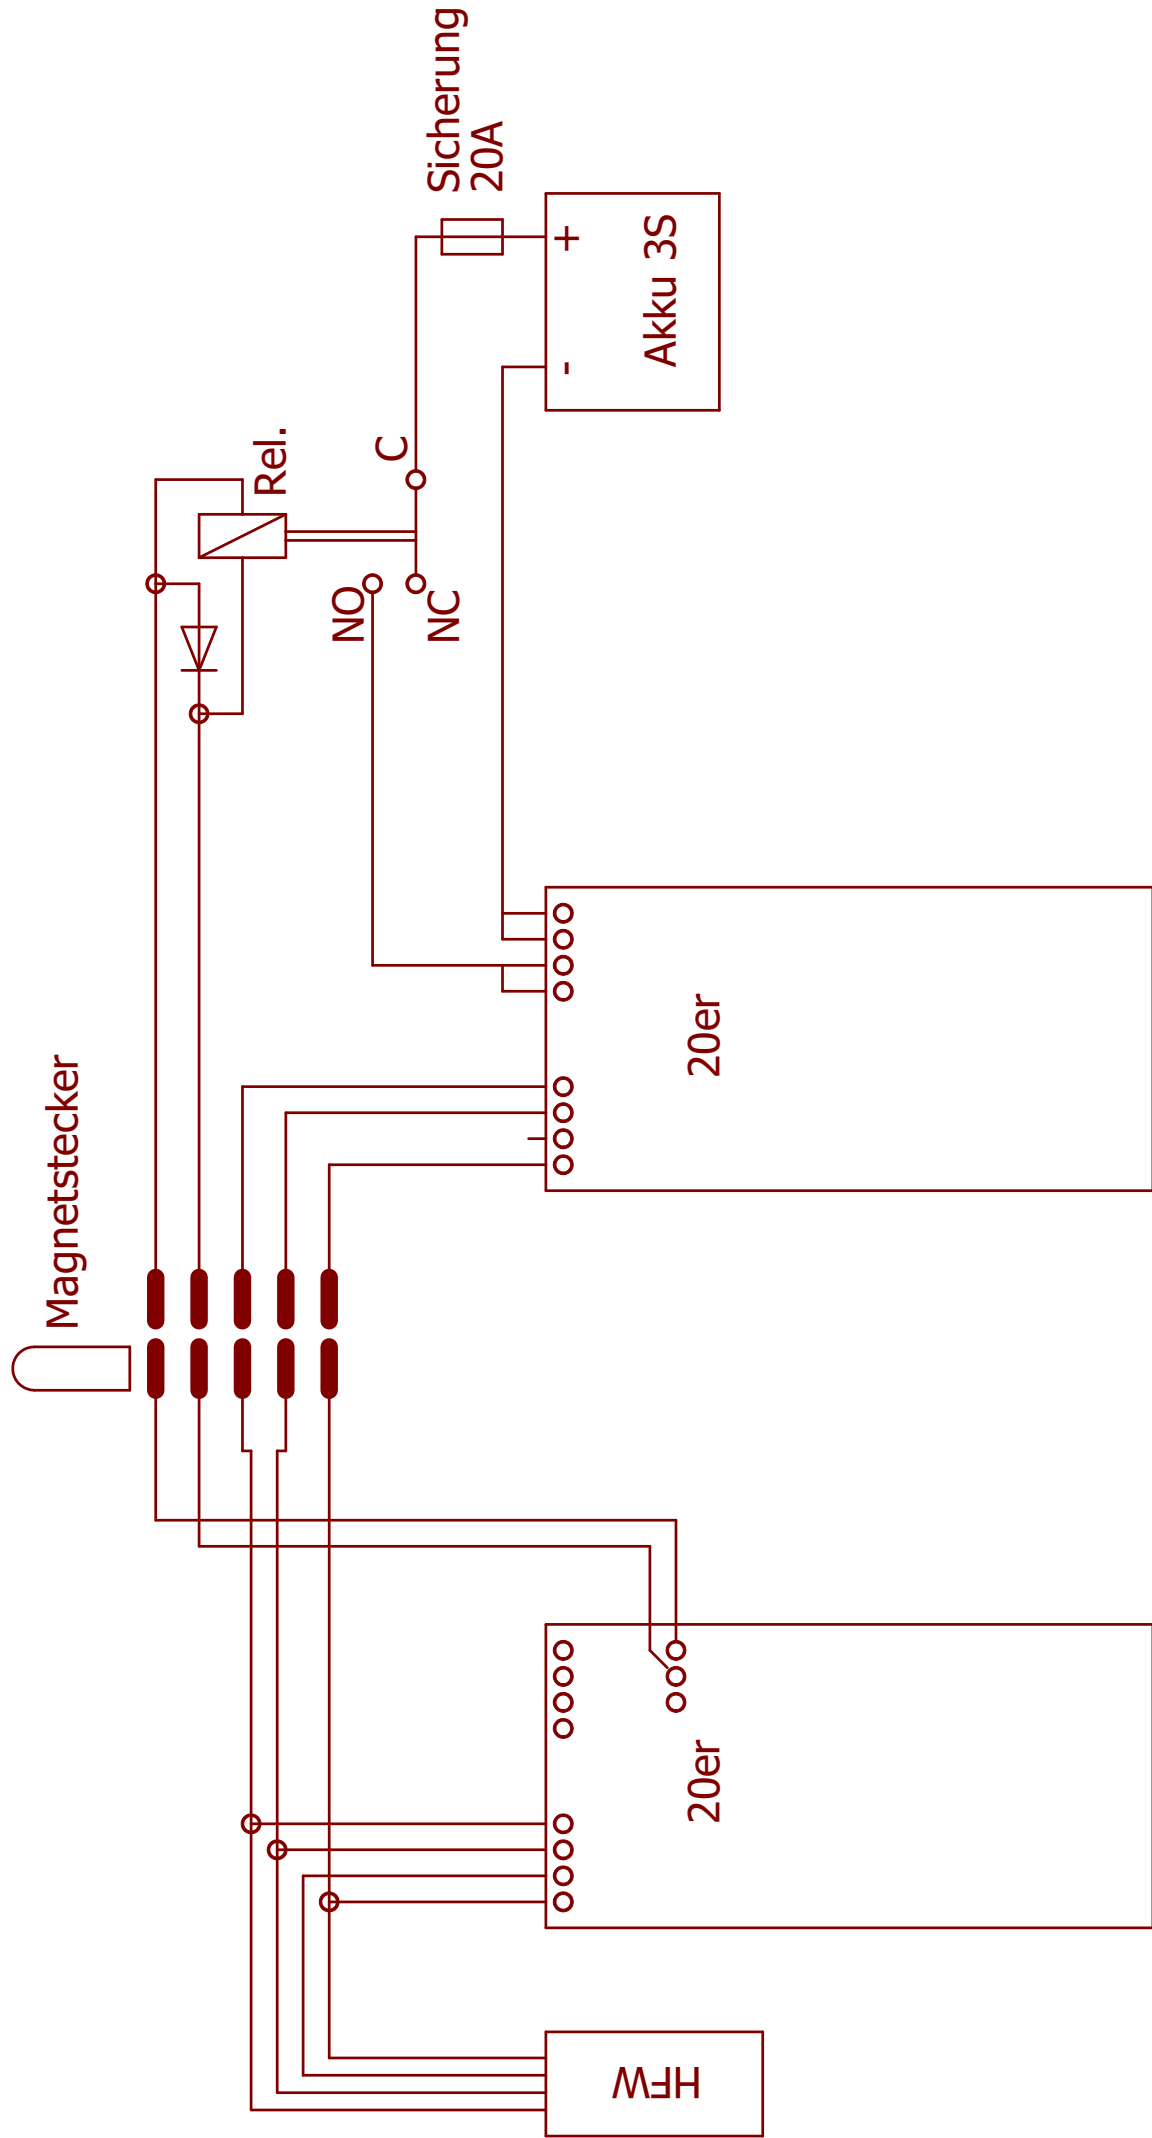 Magnetstecker
Rel.
Sicherung
20A
C
NO
NC
+
-
Akku 3S
20er
20er
HFW